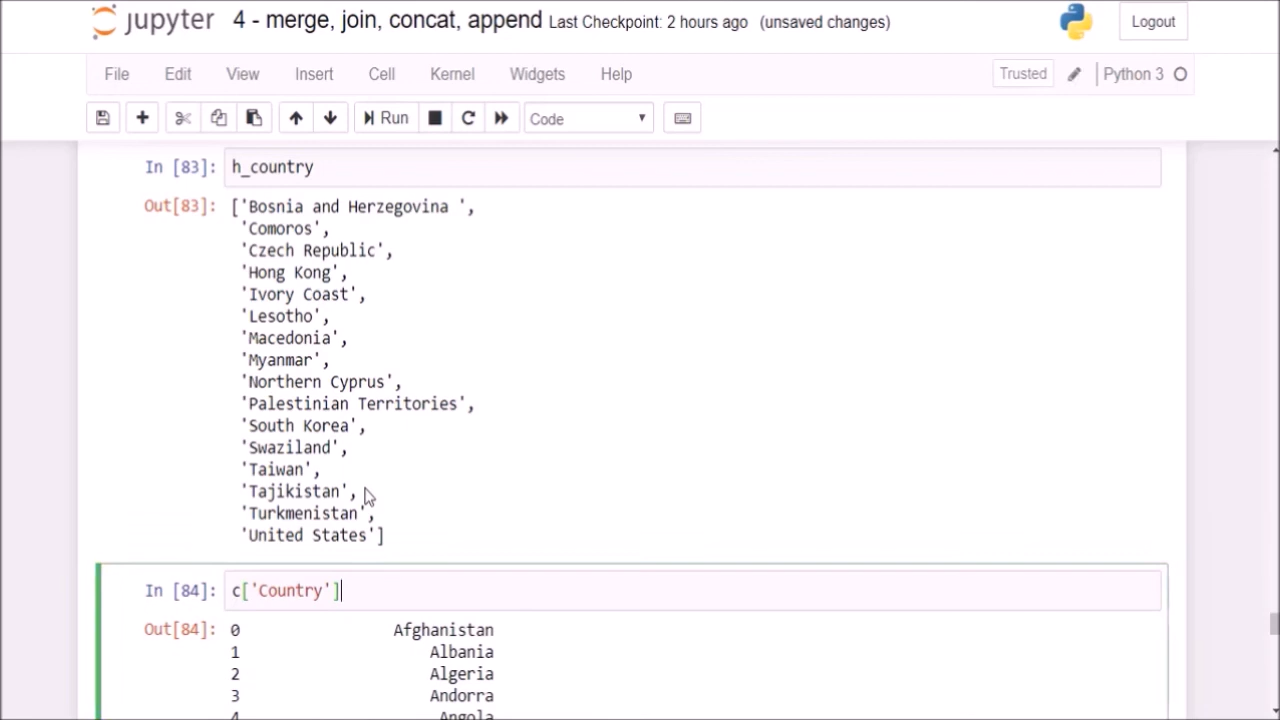 jupyter 4 - merge, join, concat, append Last Checkpoint: 2 hours ago (unsaved changes) Logout
File Edit View Insert Cell Kernel Widgets Help Trusted Python 3
Run Code
In [83]: h_country
Out[83]: ['Bosnia and Herzegovina ',
'Comoros',
'Czech Republic',
'Hong Kong',
'Ivory Coast',
'Lesotho',
'Macedonia',
'Myanmar',
'Northern Cyprus',
'Palestinian Territories',
'South Korea',
'Swaziland',
'Taiwan',
'Tajikistan',
'Turkmenistan',
'United States']
In [84]: c['Country']
Out[84]: 0 Afghanistan
1 Albania
2 Algeria
3 Andorra
4 Angola